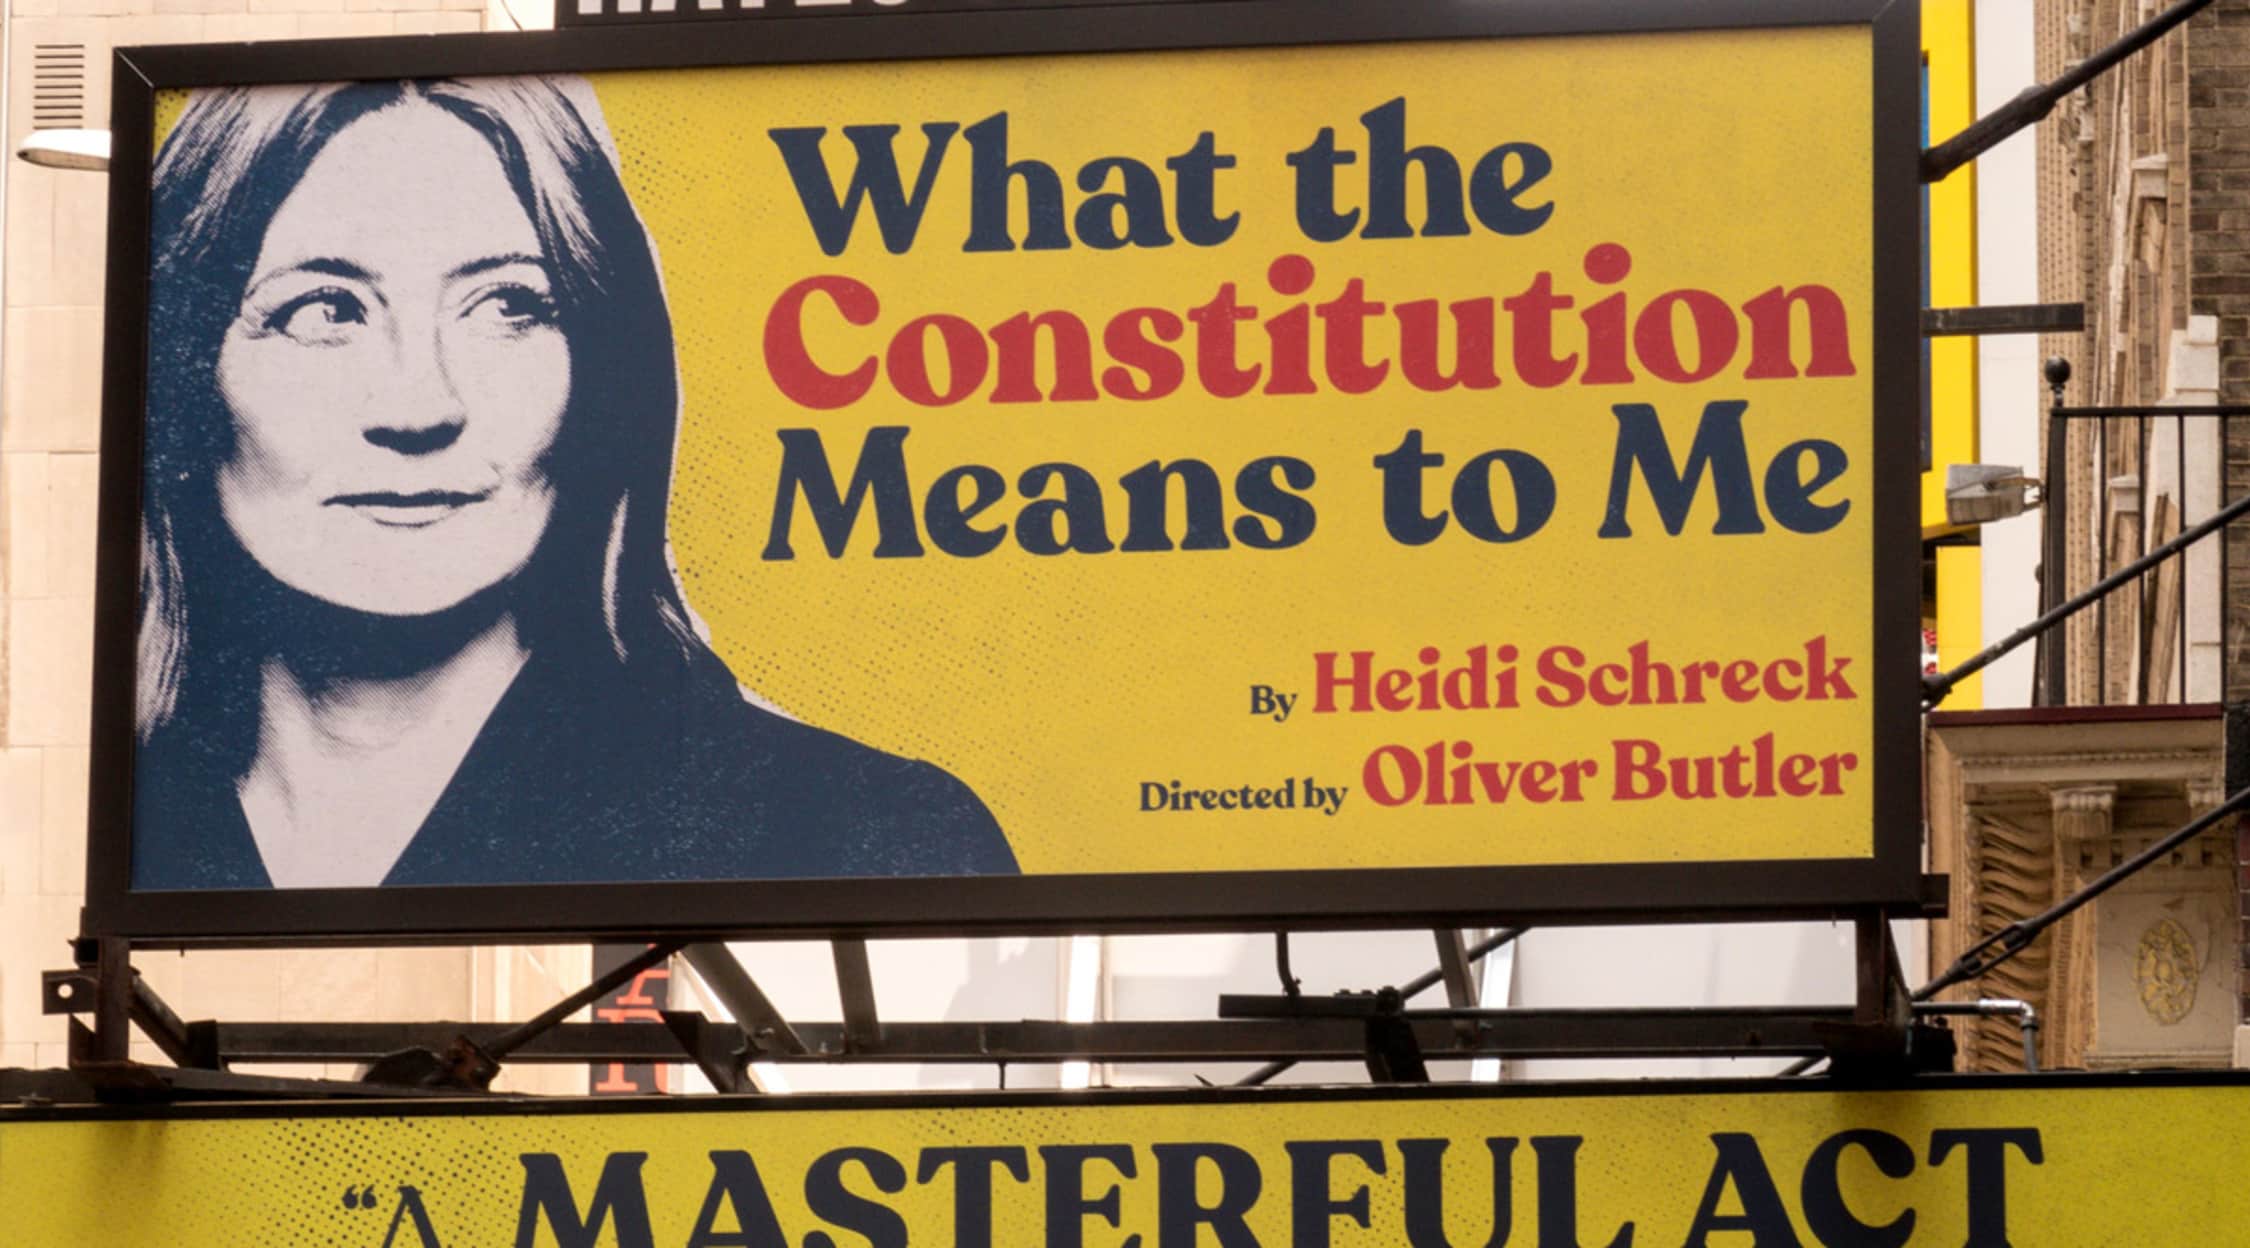 What the
Constitution
Means to Me
By Heidi Schreck
Directed by Oliver Butler
“A MASTERFUL ACT